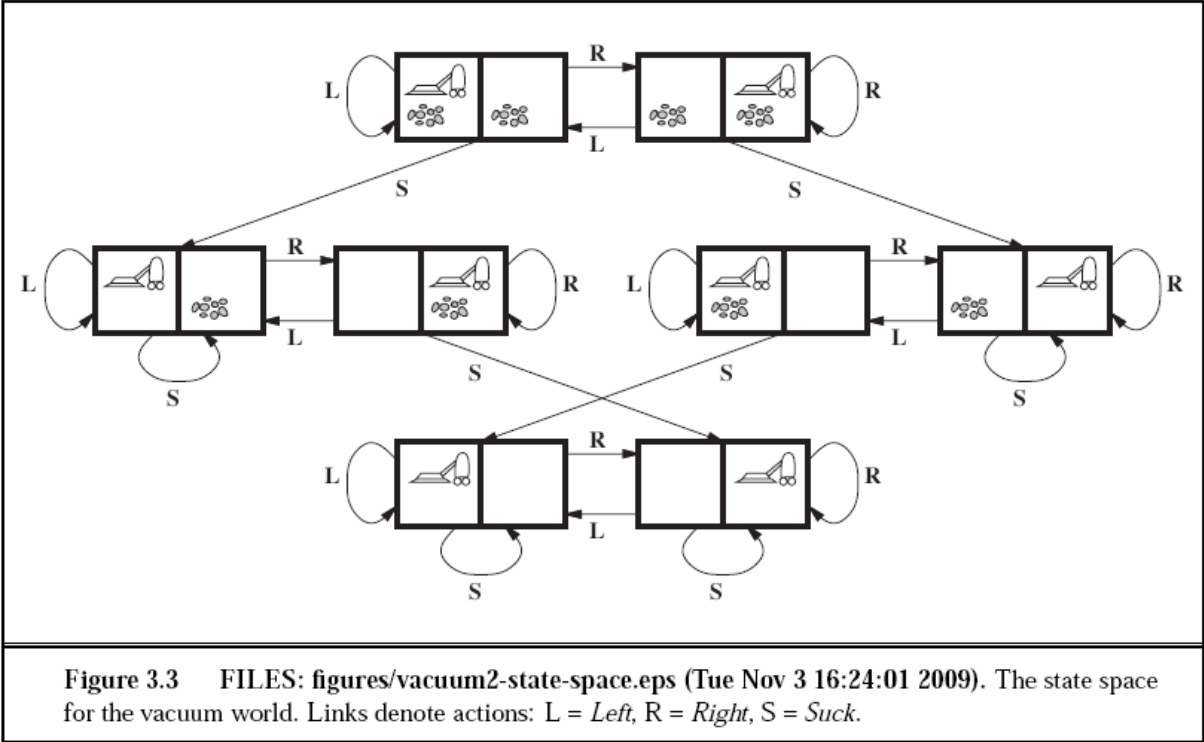 R
L R
L
S S
R R
L R L R
L L
S S
S S
R
L R
L
S S
Figure 3.3 FILES: figures/vacuum2-state-space.eps (Tue Nov 3 16:24:01 2009). The state space
for the vacuum world. Links denote actions: L = Left, R = Right, S = Suck.